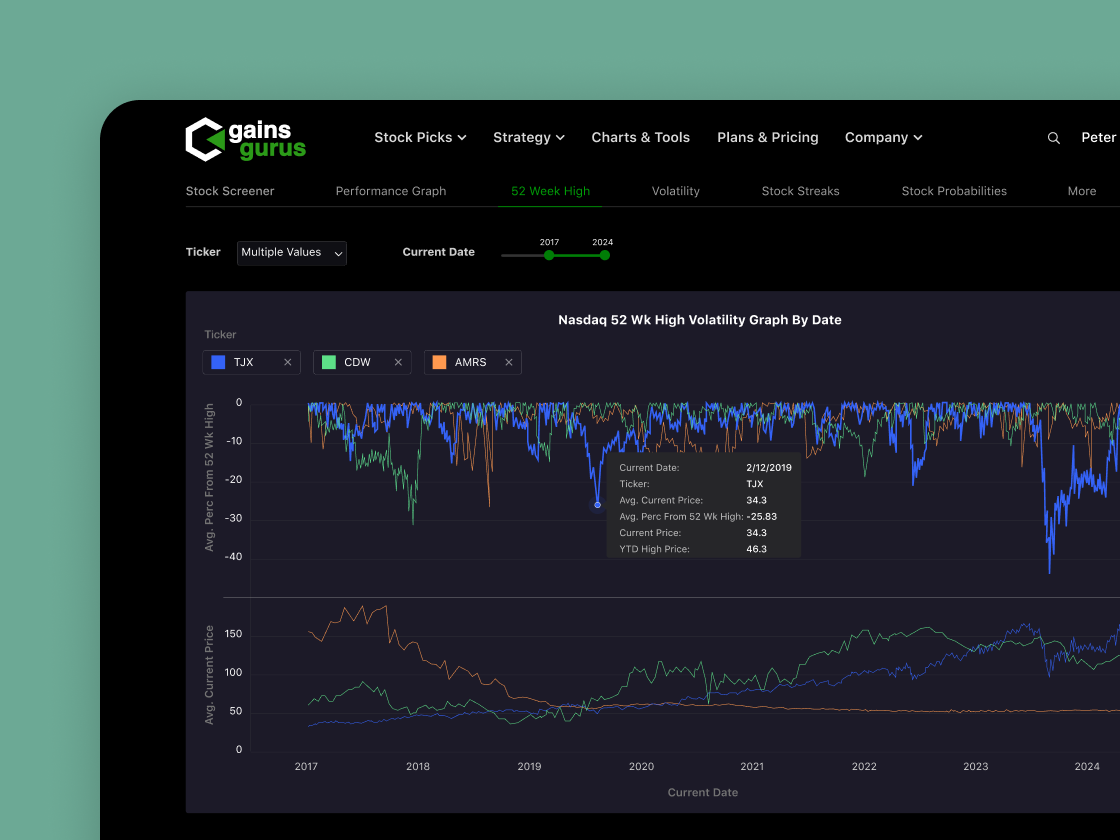 gains
gurus
Stock Picks
Strategy
Charts & Tools
Plans & Pricing
Company
Peter
Stock Screener
Performance Graph
52 Week High
Volatility
Stock Streaks
Stock Probabilities
More
Ticker
Multiple Values
Current Date
2017
2024
Nasdaq 52 Wk High Volatility Graph By Date
Ticker
TJX
CDW
AMRS
Avg. Perc From 52 Wk High
0
-10
-20
-30
-40
Current Date: 2/12/2019
Ticker: TJX
Avg. Current Price: 34.3
Avg. Perc From 52 Wk High: -25.83
Current Price: 34.3
YTD High Price: 46.3
Avg. Current Price
150
100
50
0
2017
2018
2019
2020
2021
2022
2023
2024
Current Date